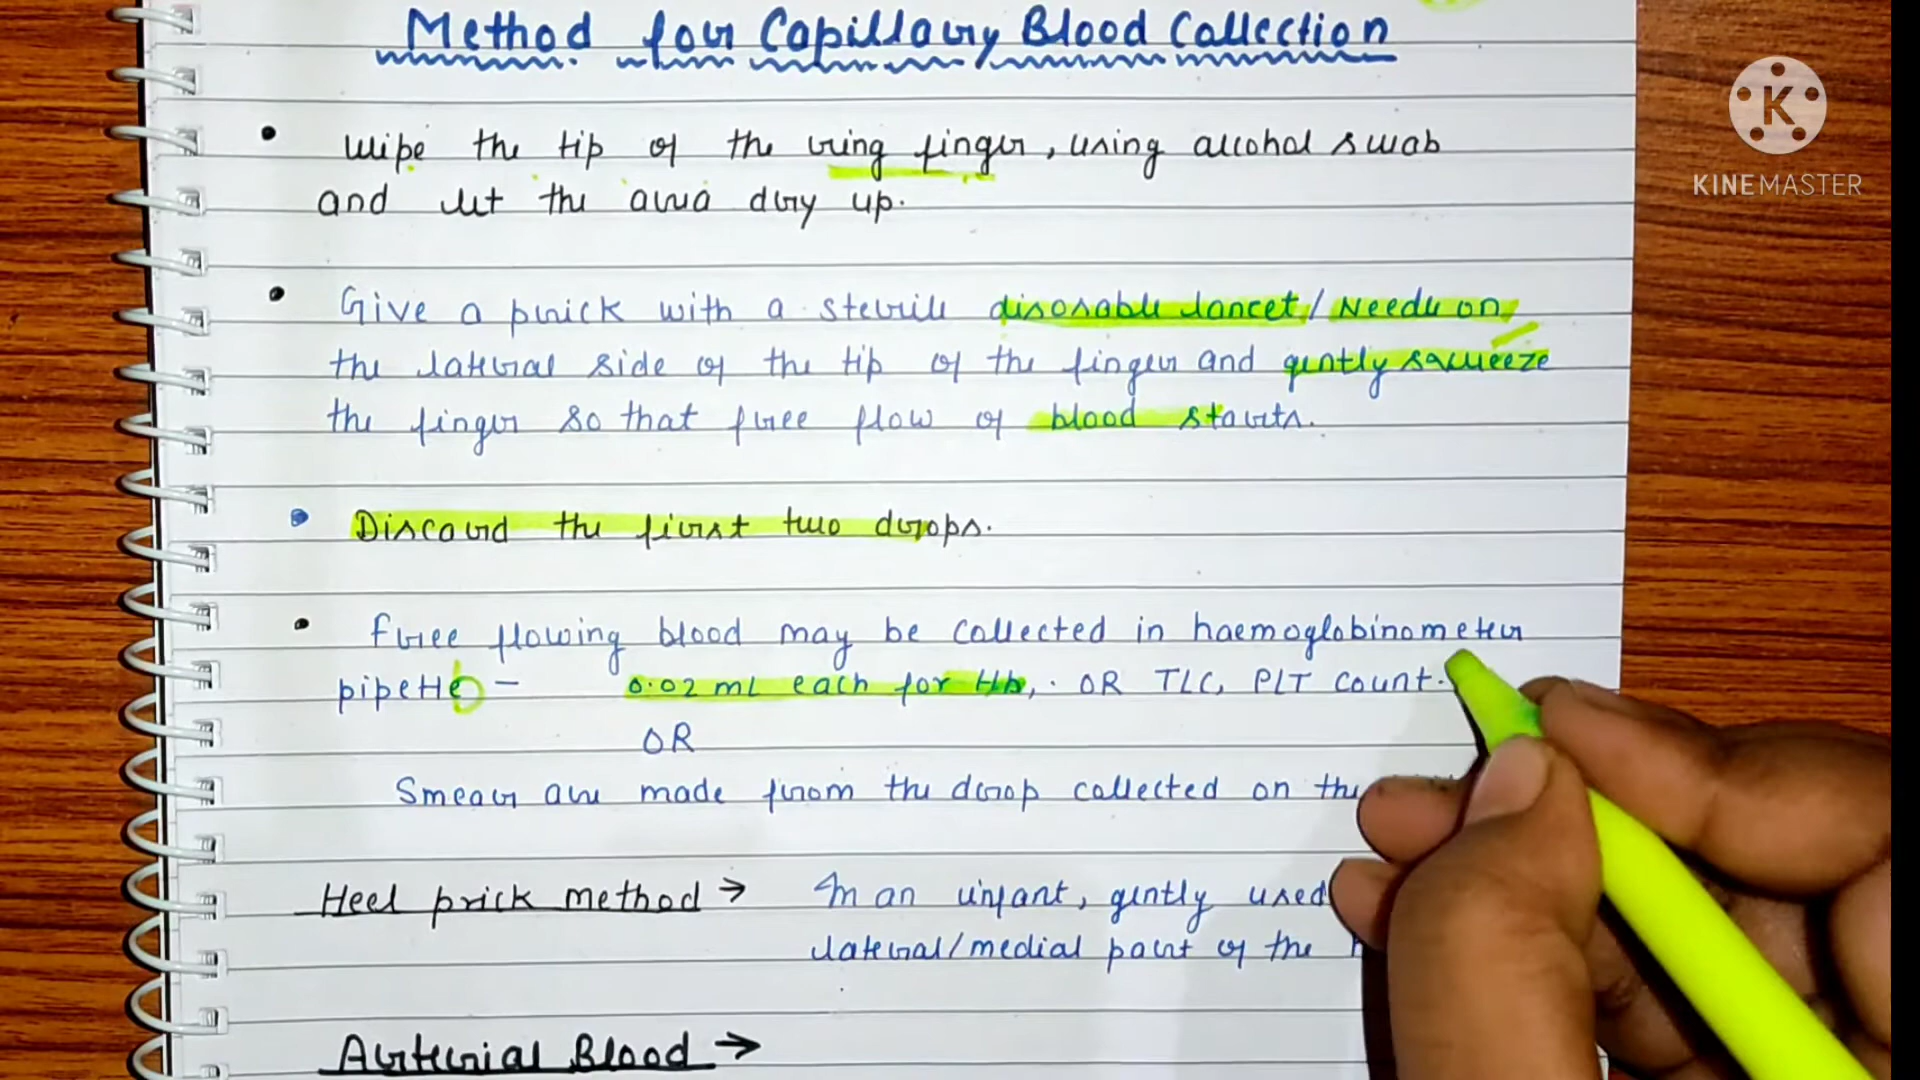 Method for Capillary Blood Collection
K
KINEMASTER
• Wipe the tip of the ring finger, using alcohol swab
and let the area dry up.
• Give a prick with a sterile disosable lancet / Needle on
the lateral side of the tip of the finger and gently squeeze
the finger so that free flow of blood starts.
• Discard the first two drops.
• Free flowing blood may be collected in haemoglobinometer
pipette - 0.02 mL each for Hb, . OR TLC, PLT count.
OR
Smear are made from the drop collected on the
Heel prick method → In an infant, gently used
lateral/medial part of the
Arterial Blood →